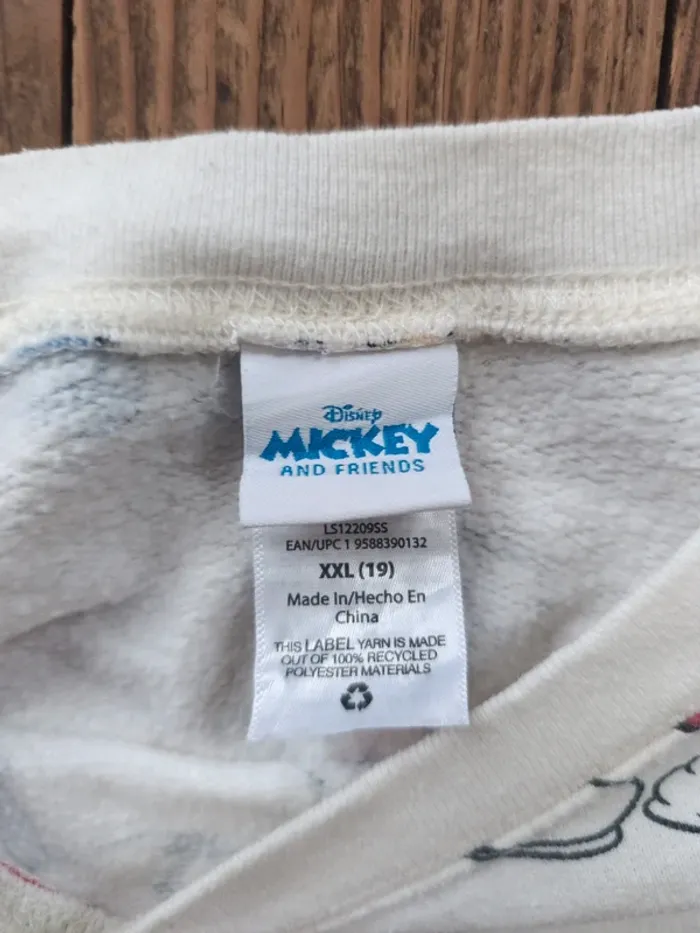 Disney
MICKEY
AND FRIENDS
LS12209SS
EAN/UPC 1 9588390132
XXL (19)
Made In/Hecho En
China
THIS LABEL YARN IS MADE
OUT OF 100% RECYCLED
POLYESTER MATERIALS